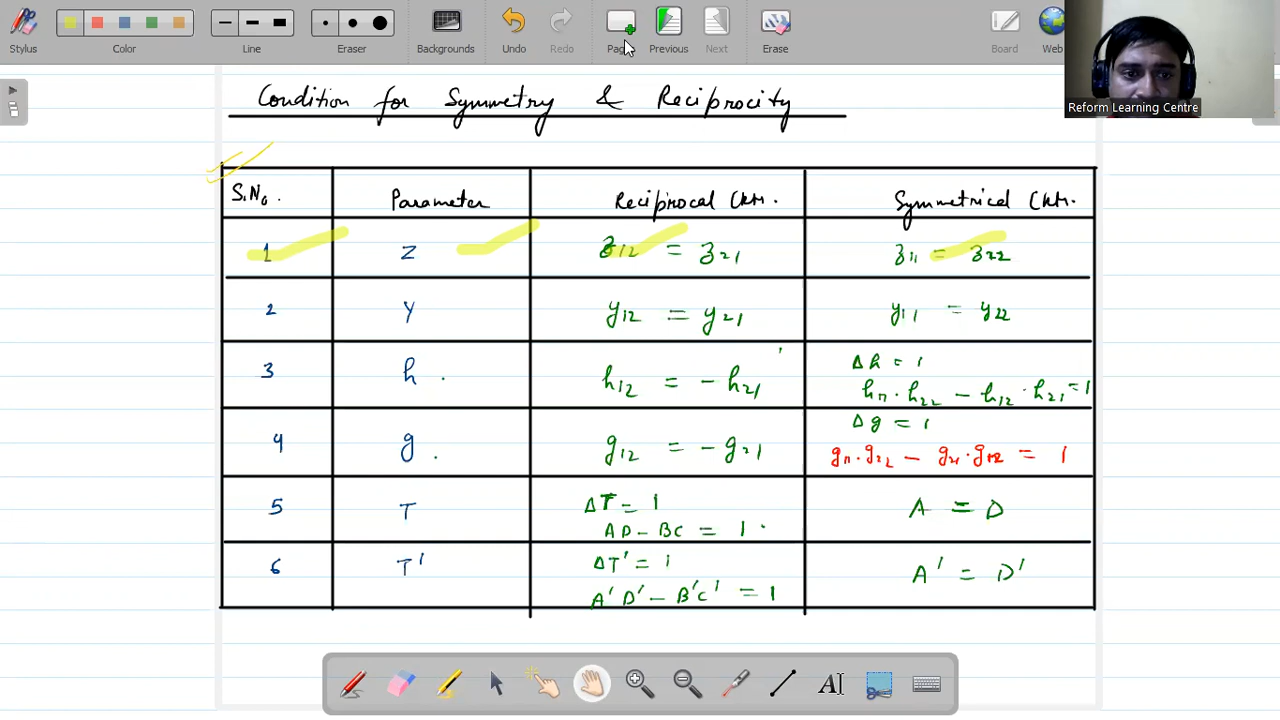 Stylus Color Line Eraser Backgrounds Undo Redo Page Previous Next Erase Board Web
Reform Learning Centre
Condition for Symmetry & Reciprocity
S.No. Parameter Reciprocal Ckt. Symmetrical Ckt.
1 Z z12 = z21 z11 = z22
2 Y y12 = y21 y11 = y22
3 h h12 = - h21 Δh = 1
h11 . h22 - h12 . h21 = 1
4 g g12 = - g21 Δg = 1
g11 . g22 - g21 . g12 = 1
5 T ΔT = 1 A = D
AD - BC = 1
6 T' ΔT' = 1 A' = D'
A'D' - B'C' = 1